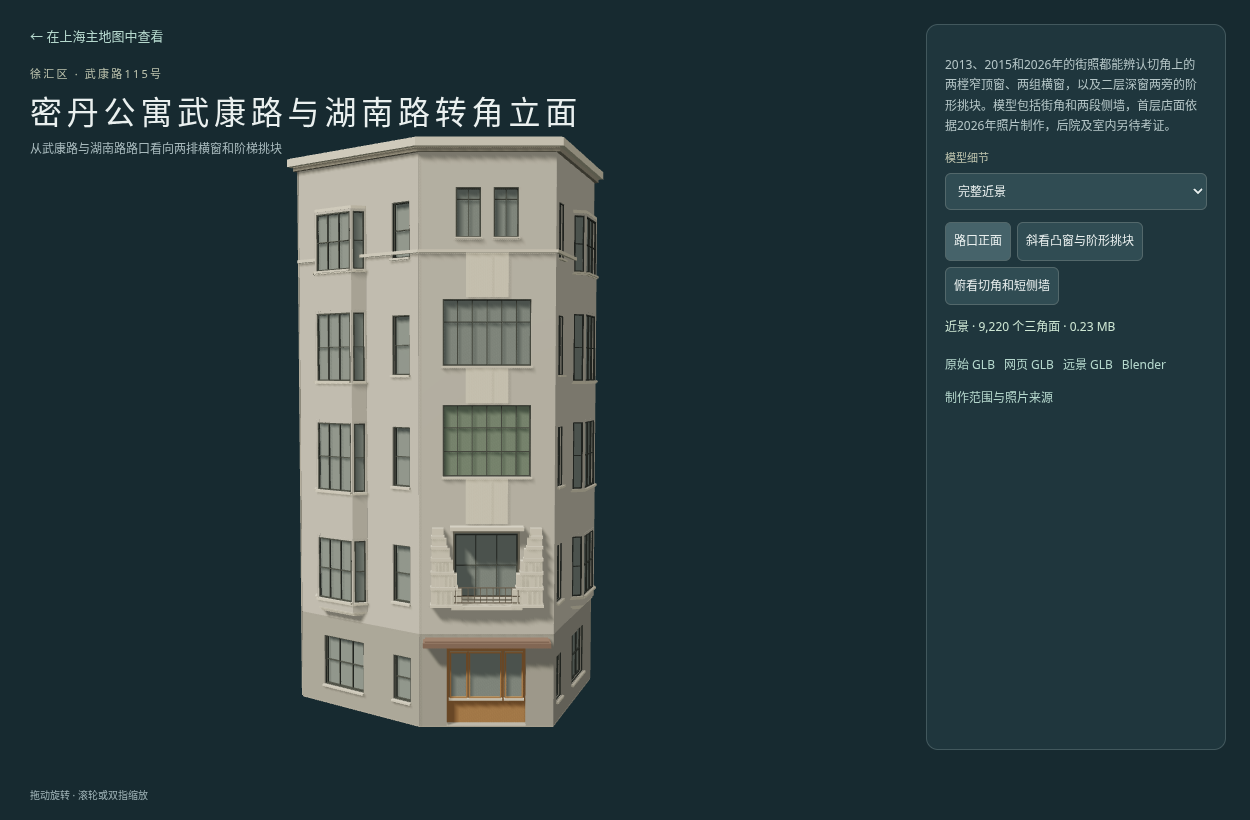 ← 在上海主地图中查看
徐汇区 · 武康路115号
密丹公寓武康路与湖南路转角立面
从武康路与湖南路路口看向两排横窗和阶梯挑块
2013、2015和2026年的街照都能辨认切角上的
两樘窄顶窗、两组横窗，以及二层深窗两旁的阶
形挑块。模型包括街角和两段侧墙，首层店面依
据2026年照片制作，后院及室内另待考证。
模型细节
完整近景
路口正面
斜看凸窗与阶形挑块
俯看切角和短侧墙
近景 · 9,220 个三角面 · 0.23 MB
原始 GLB 网页 GLB 远景 GLB Blender
制作范围与照片来源
拖动旋转 · 滚轮或双指缩放